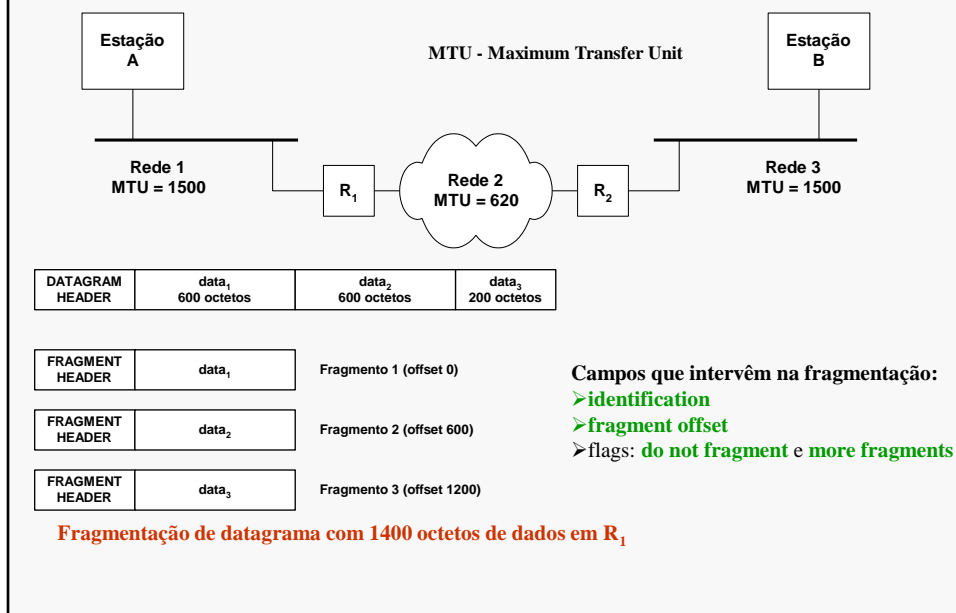 Estação
A
MTU - Maximum Transfer Unit
Estação
B
Rede 1
MTU = 1500
R1
Rede 2
MTU = 620
R2
Rede 3
MTU = 1500
DATAGRAM
HEADER
data1
600 octetos
data2
600 octetos
data3
200 octetos
FRAGMENT
HEADER
data1
Fragmento 1 (offset 0)
FRAGMENT
HEADER
data2
Fragmento 2 (offset 600)
FRAGMENT
HEADER
data3
Fragmento 3 (offset 1200)
Campos que intervêm na fragmentação:
➢identification
➢fragment offset
➢flags: do not fragment e more fragments
Fragmentação de datagrama com 1400 octetos de dados em R1